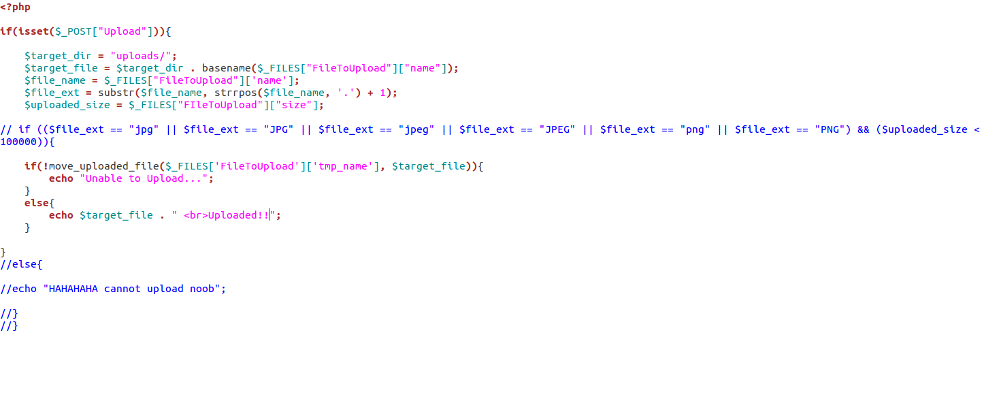 <?php
if(isset($_POST["Upload"])){
$target_dir = "uploads/";
$target_file = $target_dir . basename($_FILES["FileToUpload"]["name"]);
$file_name = $_FILES["FileToUpload"]['name'];
$file_ext = substr($file_name, strrpos($file_name, '.') + 1);
$uploaded_size = $_FILES["FIleToUpload"]["size"];
// if (($file_ext == "jpg" || $file_ext == "JPG" || $file_ext == "jpeg" || $file_ext == "JPEG" || $file_ext == "png" || $file_ext == "PNG") && ($uploaded_size <
100000)){
if(!move_uploaded_file($_FILES['FileToUpload']['tmp_name'], $target_file)){
echo "Unable to Upload...";
}
else{
echo $target_file . " <br>Uploaded!!";
}
}
//else{
//echo "HAHAHAHA cannot upload noob";
//}
//}